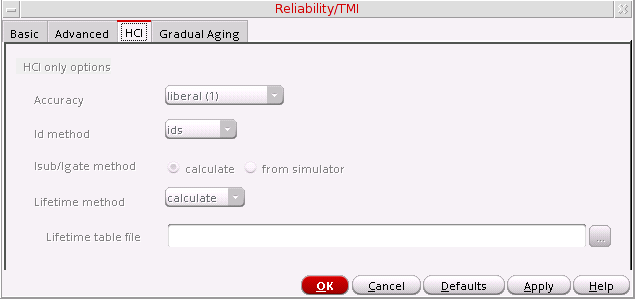 Reliability/TMI
Basic Advanced HCI Gradual Aging
HCI only options
Accuracy liberal (1)
Id method ids
Isub/Igate method calculate from simulator
Lifetime method calculate
Lifetime table file ...
OK Cancel Defaults Apply Help